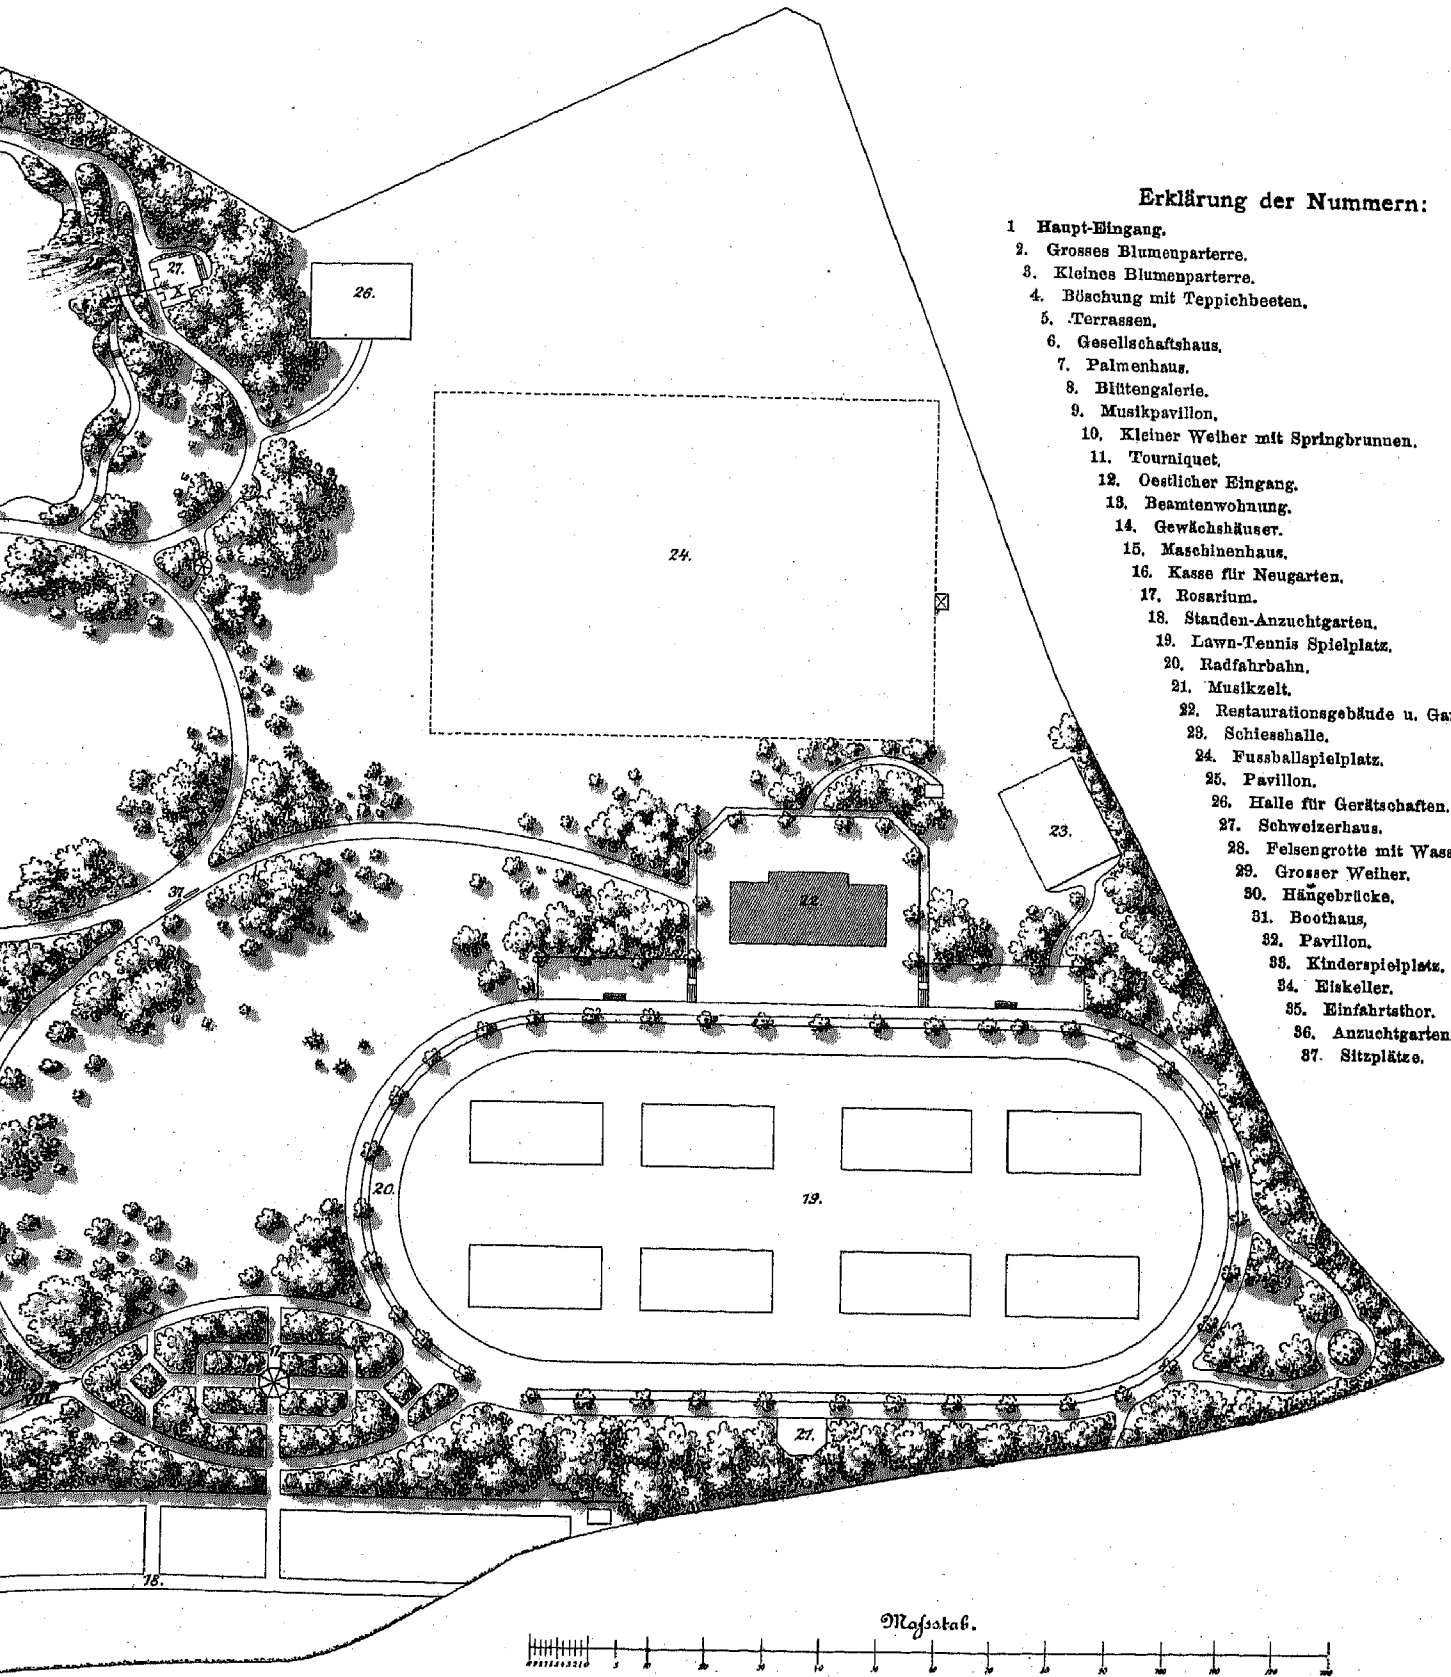 Erklärung der Nummern:
1 Haupt-Eingang.
2. Grosses Blumenparterre.
3. Kleines Blumenparterre.
4. Böschung mit Teppichbeeten.
5. Terrassen.
6. Gesellschaftshaus.
7. Palmenhaus.
8. Blütengalerie.
9. Musikpavillon.
10. Kleiner Weiher mit Springbrunnen.
11. Tourniquet.
12. Oestlicher Eingang.
13. Beamtenwohnung.
14. Gewächshäuser.
15. Maschinenhaus.
16. Kasse für Neugarten.
17. Rosarium.
18. Standen-Anzuchtgarten.
19. Lawn-Tennis Spielplatz.
20. Radfahrbahn.
21. Musikzelt.
22. Restaurationsgebäude u. Ga
23. Schiesshalle.
24. Fussballspielplatz.
25. Pavillon.
26. Halle für Gerätschaften.
27. Schweizerhaus.
28. Felsengrotte mit Wass
29. Grosser Weiher.
30. Hängebrücke.
31. Boothaus,
32. Pavillon.
33. Kinderspielplatz.
34. Eiskeller.
35. Einfahrtsthor.
36. Anzuchtgarten
37. Sitzplätze.
27.
26.
37.
24.
23.
37.
22
20.
19.
17
21.
18.
Maſsstab.